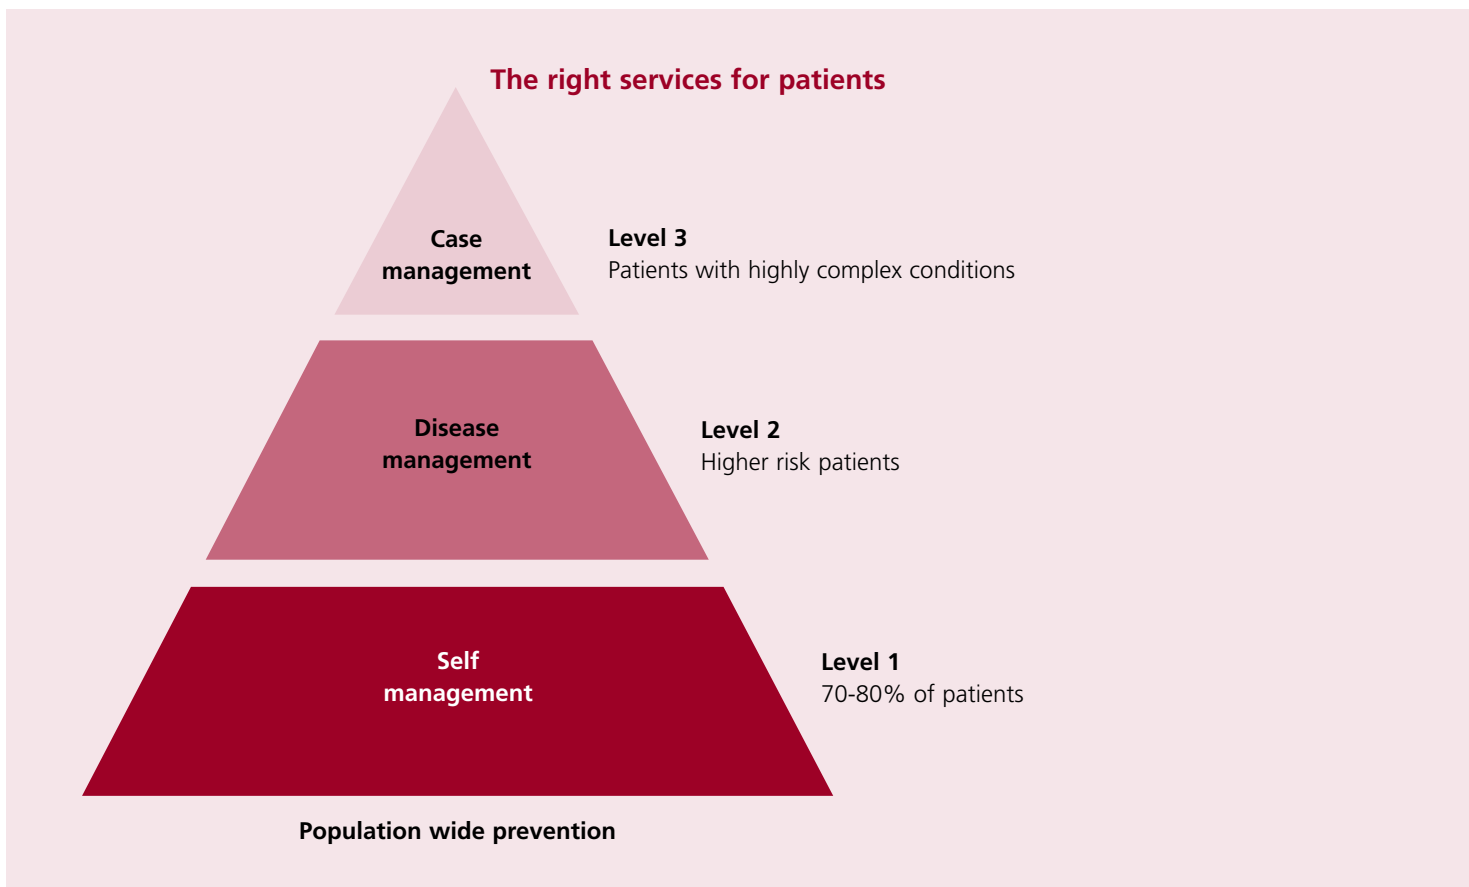 The right services for patients
Case
management
Level 3
Patients with highly complex conditions
Disease
management
Level 2
Higher risk patients
Self
management
Level 1
70-80% of patients
Population wide prevention